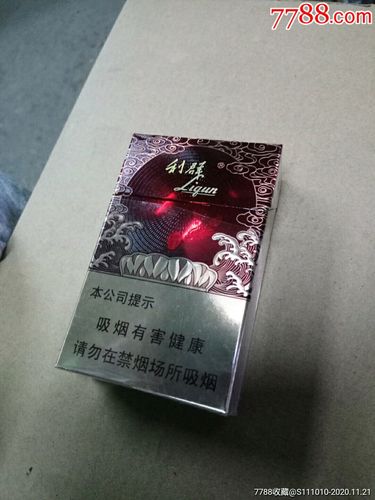 7788.com
利群®
Liqun
本公司提示
吸烟有害健康
请勿在禁烟场所吸烟
7788收藏@S111010-2020.11.21